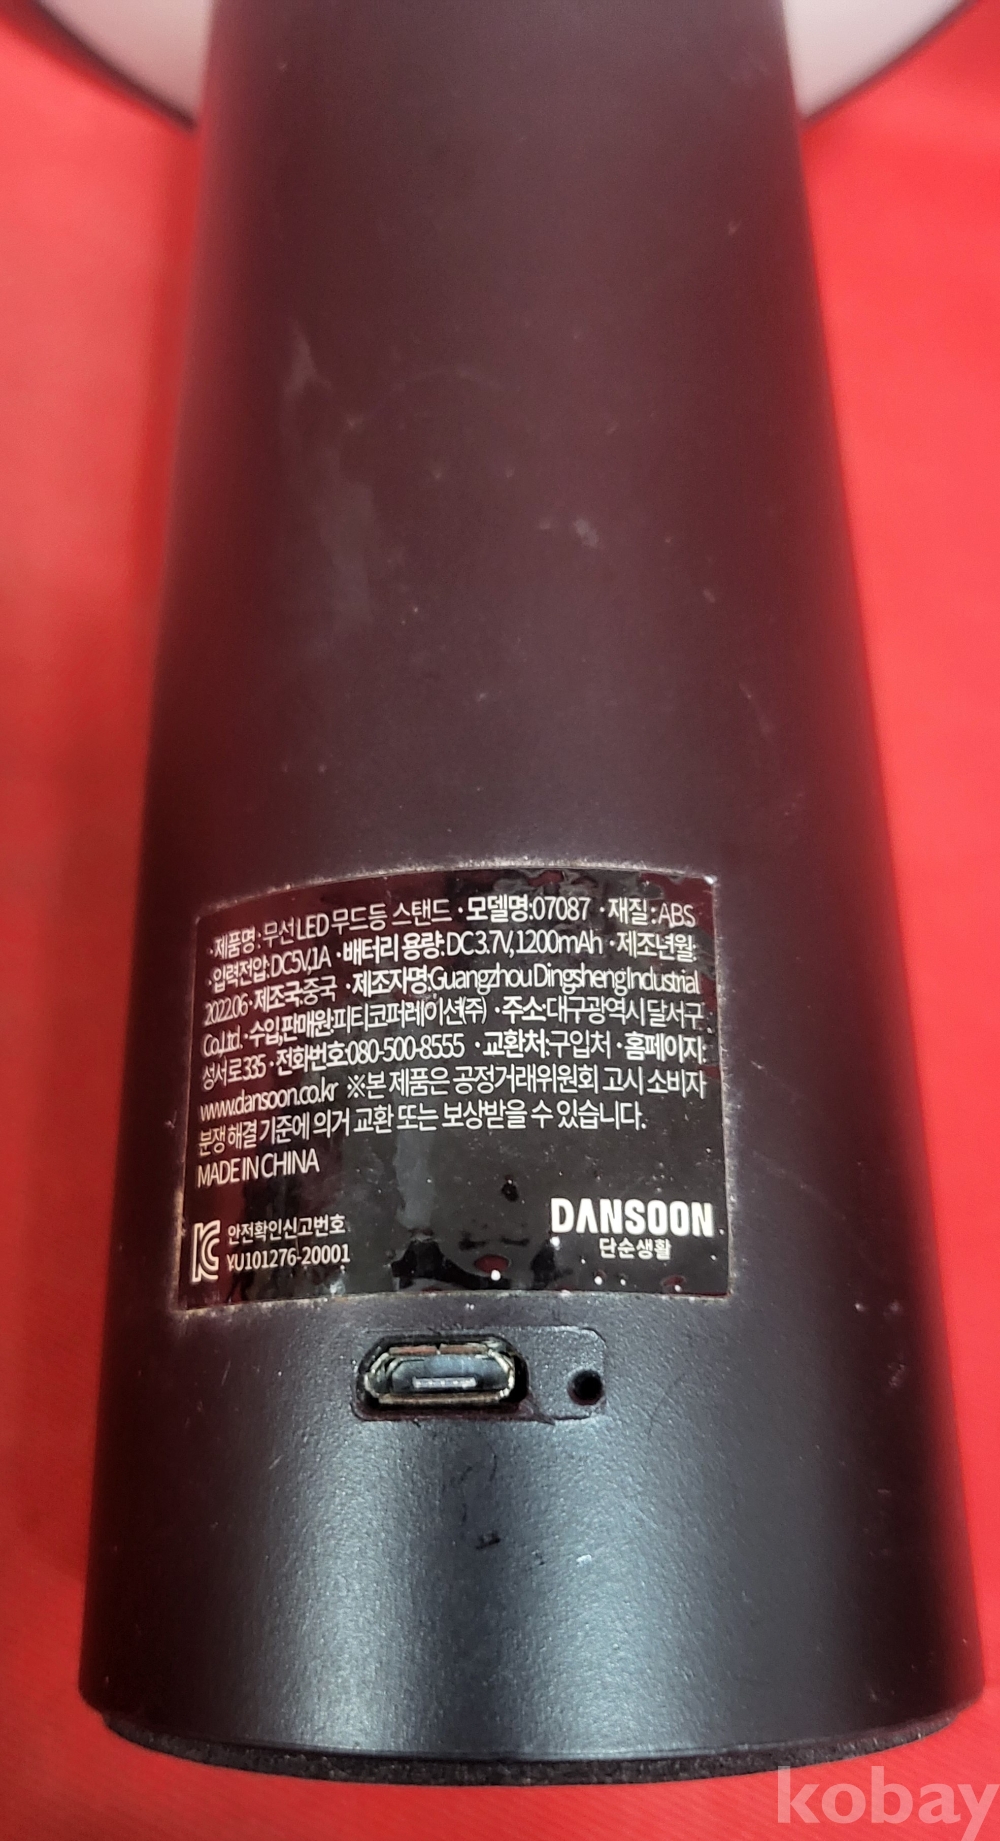 ·제품명:무선LED 무드등 스탠드 ·모델명:07087 ·재질:ABS
·입력전압:DC5V,1A ·배터리 용량:DC 3.7V,1200mAh ·제조년월:
2022.06 ·제조국:중국 ·제조자명:Guangzhou Dingsheng Industrial
Co.,Ltd. ·수입,판매원:피티코퍼레이션(주) ·주소:대구광역시 달서구
성서로335 ·전화번호:080-500-8555 ·교환처:구입처 ·홈페이지:
www.dansoon.co.kr ※본 제품은 공정거래위원회 고시 소비자
분쟁 해결 기준에 의거 교환 또는 보상받을 수 있습니다.
MADE IN CHINA
안전확인신고번호
YU101276-20001
DANSOON
단순생활
kobay